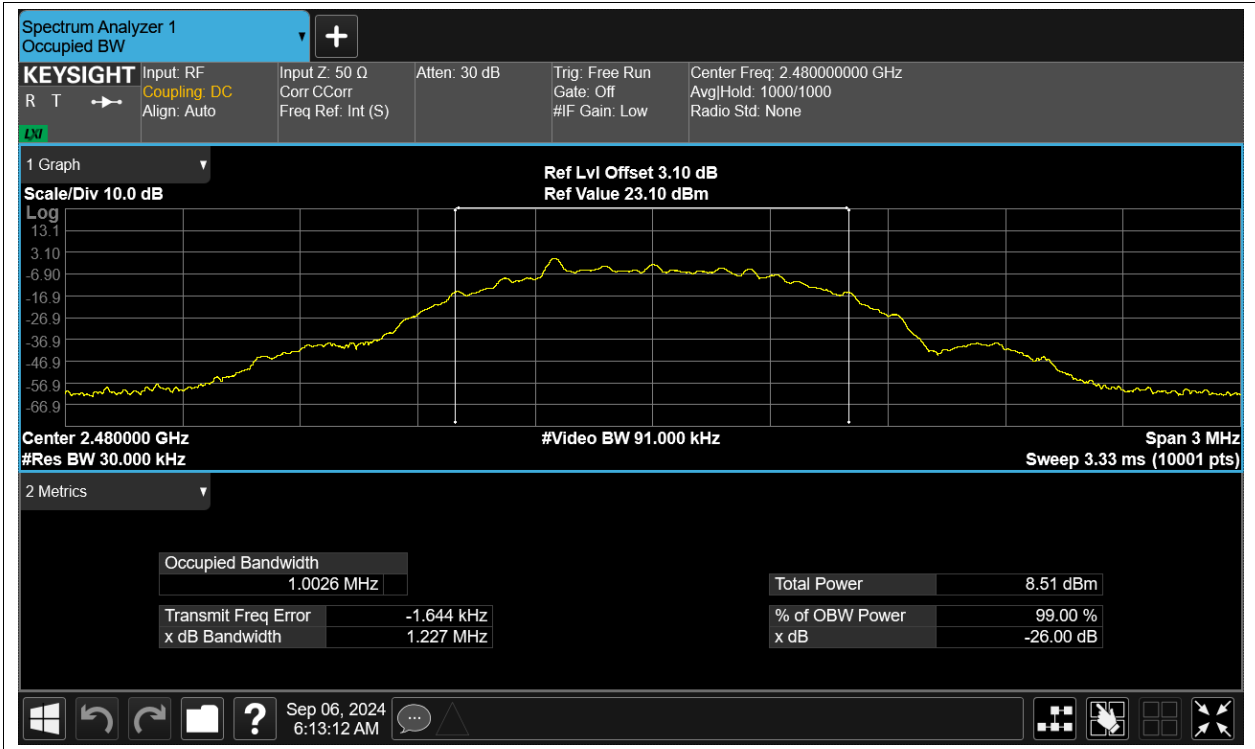 Spectrum Analyzer 1
Occupied BW
KEYSIGHT
R T
LXI
Input: RF
Coupling: DC
Align: Auto
Input Z: 50 Ω
Corr CCorr
Freq Ref: Int (S)
Atten: 30 dB
Trig: Free Run
Gate: Off
#IF Gain: Low
Center Freq: 2.480000000 GHz
Avg|Hold: 1000/1000
Radio Std: None
1 Graph
Scale/Div 10.0 dB
Ref Lvl Offset 3.10 dB
Ref Value 23.10 dBm
Log
13.1
3.10
-6.90
-16.9
-26.9
-36.9
-46.9
-56.9
-66.9
Center 2.480000 GHz
#Video BW 91.000 kHz
Span 3 MHz
#Res BW 30.000 kHz
Sweep 3.33 ms (10001 pts)
2 Metrics
Occupied Bandwidth
1.0026 MHz
Total Power 8.51 dBm
Transmit Freq Error -1.644 kHz
% of OBW Power 99.00 %
x dB Bandwidth 1.227 MHz
x dB -26.00 dB
?
Sep 06, 2024
6:13:12 AM